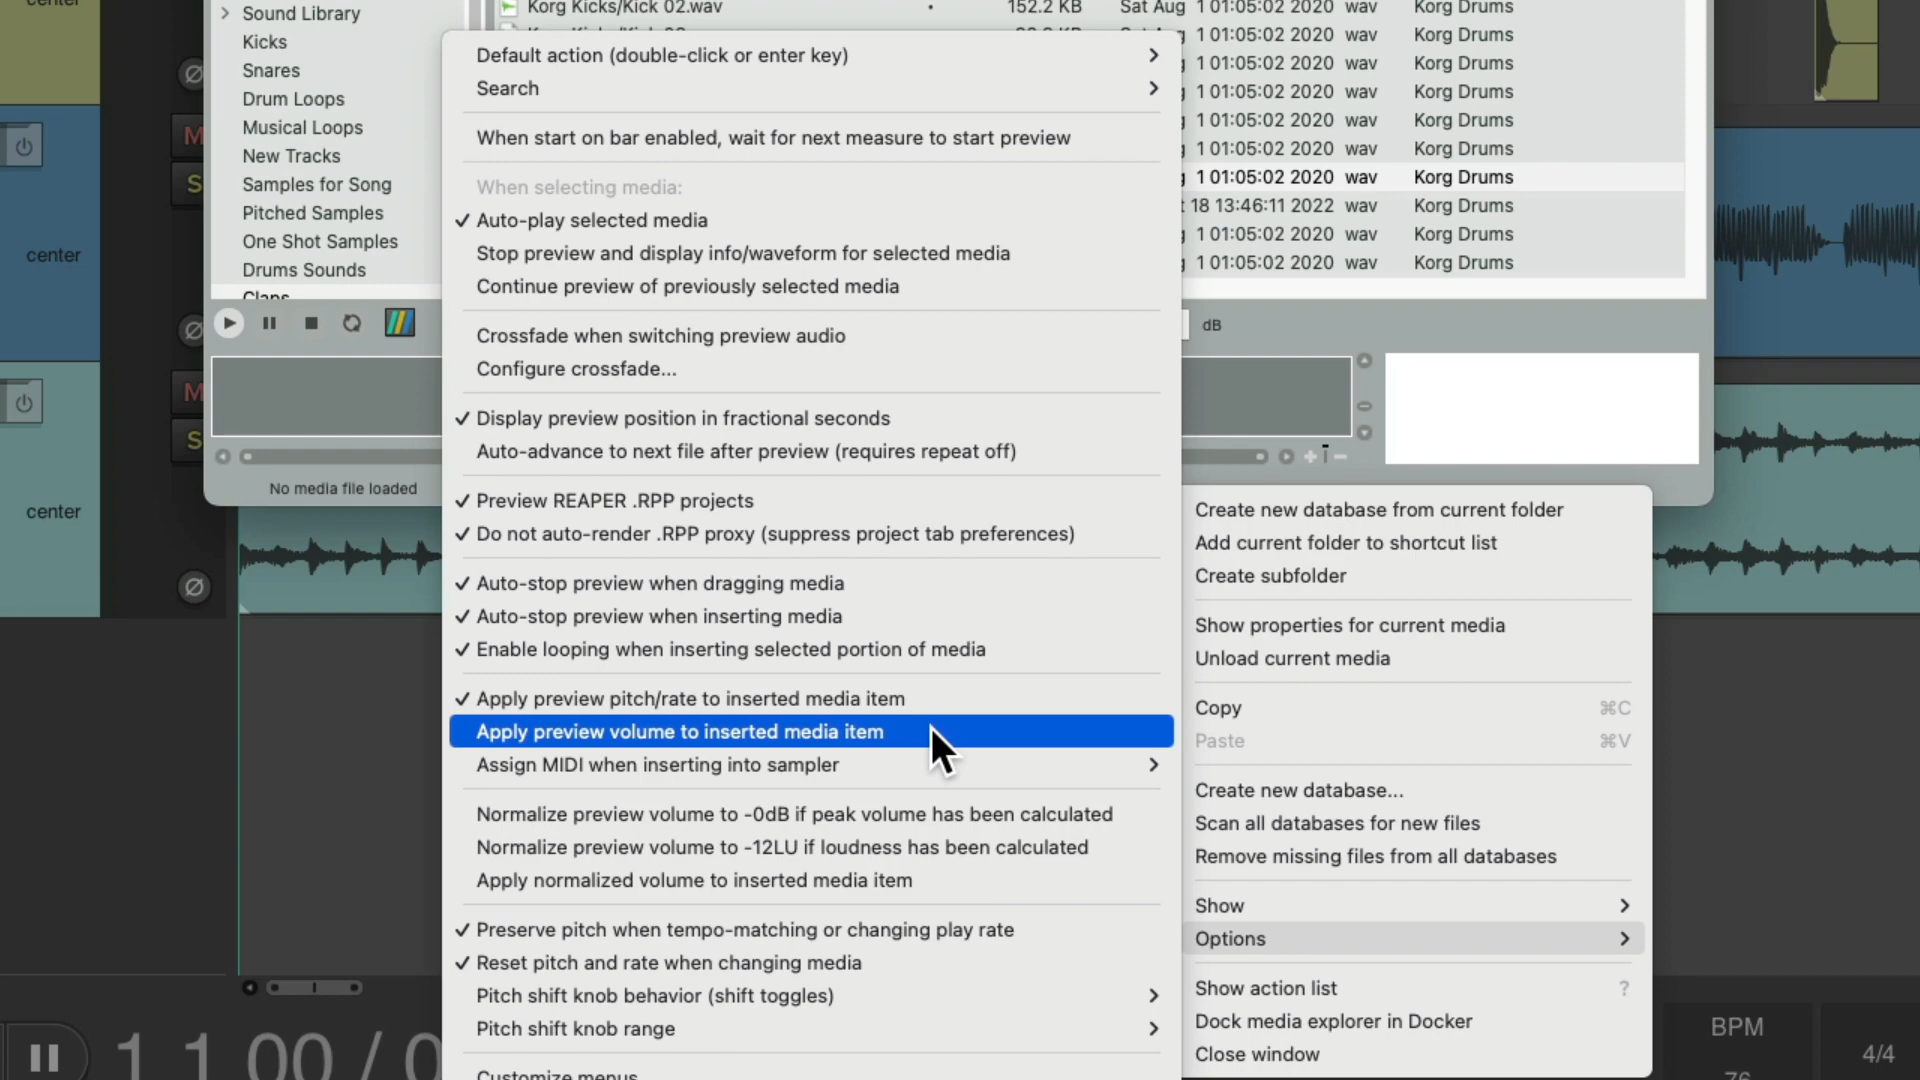 center
center
center
M
S
M
S
Sound Library
Kicks
Snares
Drum Loops
Musical Loops
New Tracks
Samples for Song
Pitched Samples
One Shot Samples
Drums Sounds
Claps
Korg Kicks/Kick 02.wav
152.2 KB
Sat Aug 1 01:05:02 2020 wav Korg Drums
1 01:05:02 2020 wav Korg Drums
1 01:05:02 2020 wav Korg Drums
1 01:05:02 2020 wav Korg Drums
1 01:05:02 2020 wav Korg Drums
1 01:05:02 2020 wav Korg Drums
1 01:05:02 2020 wav Korg Drums
18 13:46:11 2022 wav Korg Drums
1 01:05:02 2020 wav Korg Drums
1 01:05:02 2020 wav Korg Drums
dB
No media file loaded
Default action (double-click or enter key)
Search
When start on bar enabled, wait for next measure to start preview
When selecting media:
✓ Auto-play selected media
Stop preview and display info/waveform for selected media
Continue preview of previously selected media
Crossfade when switching preview audio
Configure crossfade...
✓ Display preview position in fractional seconds
Auto-advance to next file after preview (requires repeat off)
✓ Preview REAPER .RPP projects
✓ Do not auto-render .RPP proxy (suppress project tab preferences)
✓ Auto-stop preview when dragging media
✓ Auto-stop preview when inserting media
✓ Enable looping when inserting selected portion of media
✓ Apply preview pitch/rate to inserted media item
Apply preview volume to inserted media item
Assign MIDI when inserting into sampler
Normalize preview volume to -0dB if peak volume has been calculated
Normalize preview volume to -12LU if loudness has been calculated
Apply normalized volume to inserted media item
✓ Preserve pitch when tempo-matching or changing play rate
✓ Reset pitch and rate when changing media
Pitch shift knob behavior (shift toggles)
Pitch shift knob range
Customize menus
Create new database from current folder
Add current folder to shortcut list
Create subfolder
Show properties for current media
Unload current media
Copy ⌘C
Paste ⌘V
Create new database...
Scan all databases for new files
Remove missing files from all databases
Show
Options
Show action list ?
Dock media explorer in Docker
Close window
1 1 00 / 0
BPM
76
4/4